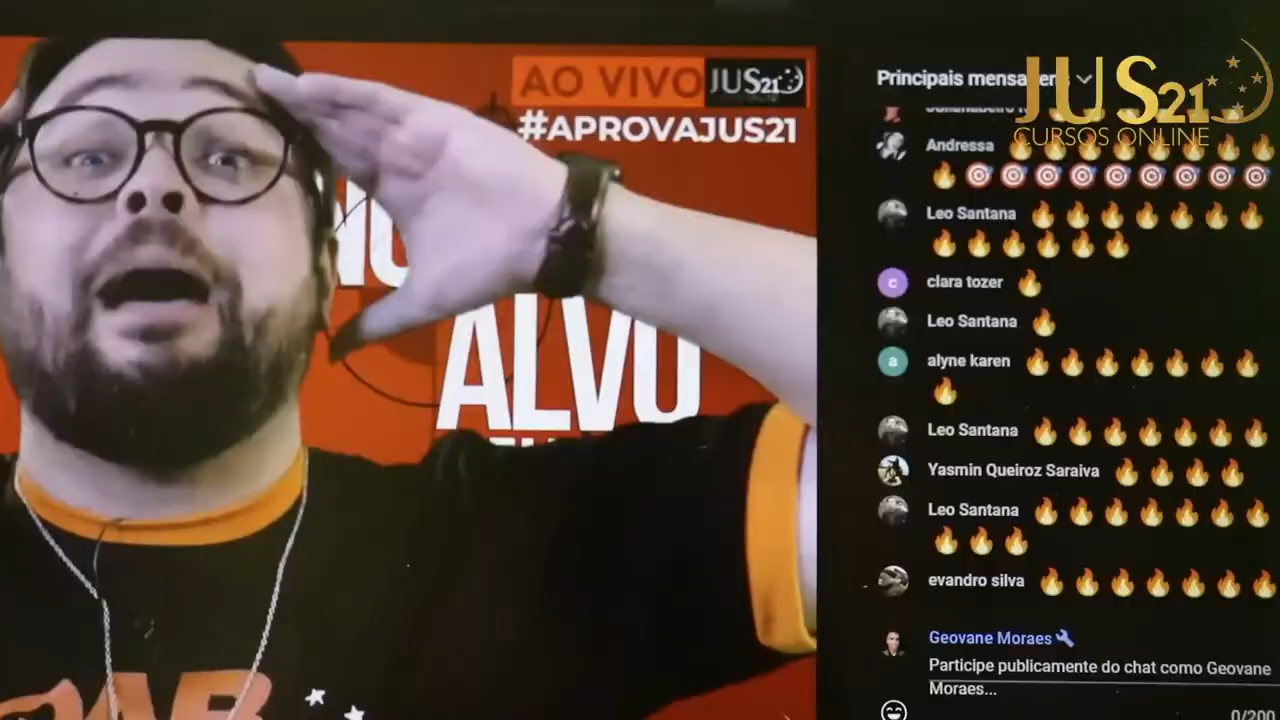 AO VIVO JUS21
#APROVAJUS21
ALVO
OAB
JUS21
CURSOS ONLINE
Principais mensagens
Andressa
Leo Santana
clara tozer
Leo Santana
alyne karen
Leo Santana
Yasmin Queiroz Saraiva
Leo Santana
evandro silva
Geovane Moraes
Participe publicamente do chat como Geovane
Moraes...
0/200